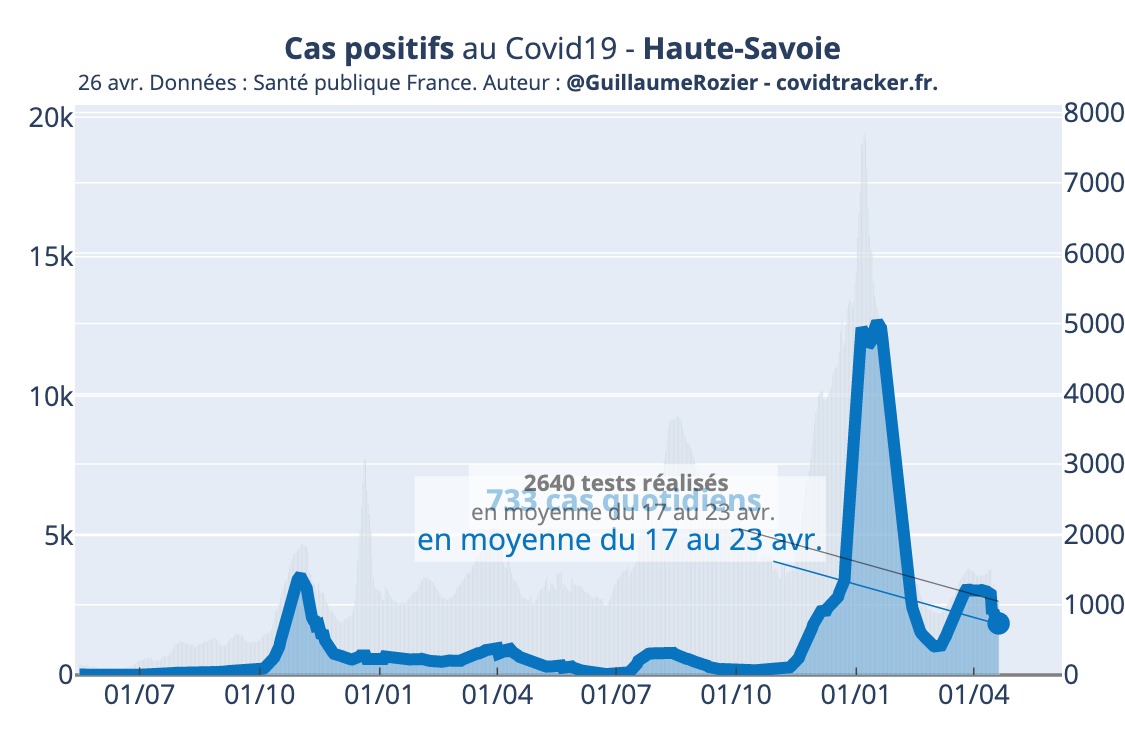 Cas positifs au Covid19 - Haute-Savoie
26 avr. Données : Santé publique France. Auteur : @GuillaumeRozier - covidtracker.fr.
20k
8000
7000
15k
6000
5000
10k
4000
3000
2640 tests réalisés
733 cas quotidiens
en moyenne du 17 au 23 avr.
en moyenne du 17 au 23 avr.
5k
2000
1000
0
0
01/07
01/10
01/01
01/04
01/07
01/10
01/01
01/04